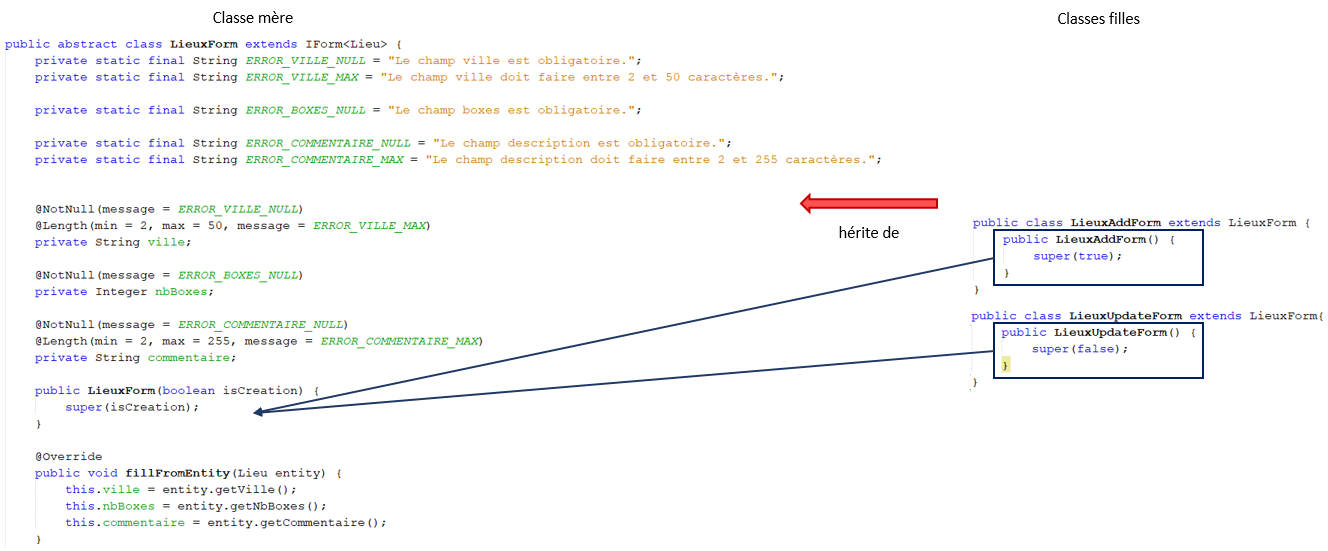 Classe mère
public abstract class LieuxForm extends IForm<Lieu> {
private static final String ERROR_VILLE_NULL = "Le champ ville est obligatoire.";
private static final String ERROR_VILLE_MAX = "Le champ ville doit faire entre 2 et 50 caractères.";
private static final String ERROR_BOXES_NULL = "Le champ boxes est obligatoire.";
private static final String ERROR_COMMENTAIRE_NULL = "Le champ description est obligatoire.";
private static final String ERROR_COMMENTAIRE_MAX = "Le champ description doit faire entre 2 et 255 caractères.";
@NotNull(message = ERROR_VILLE_NULL)
@Length(min = 2, max = 50, message = ERROR_VILLE_MAX)
private String ville;
@NotNull(message = ERROR_BOXES_NULL)
private Integer nbBoxes;
@NotNull(message = ERROR_COMMENTAIRE_NULL)
@Length(min = 2, max = 255, message = ERROR_COMMENTAIRE_MAX)
private String commentaire;
public LieuxForm(boolean isCreation) {
super(isCreation);
}
@Override
public void fillFromEntity(Lieu entity) {
this.ville = entity.getVille();
this.nbBoxes = entity.getNbBoxes();
this.commentaire = entity.getCommentaire();
}
hérite de
Classes filles
public class LieuxAddForm extends LieuxForm {
public LieuxAddForm() {
super(true);
}
}
public class LieuxUpdateForm extends LieuxForm{
public LieuxUpdateForm() {
super(false);
}
}